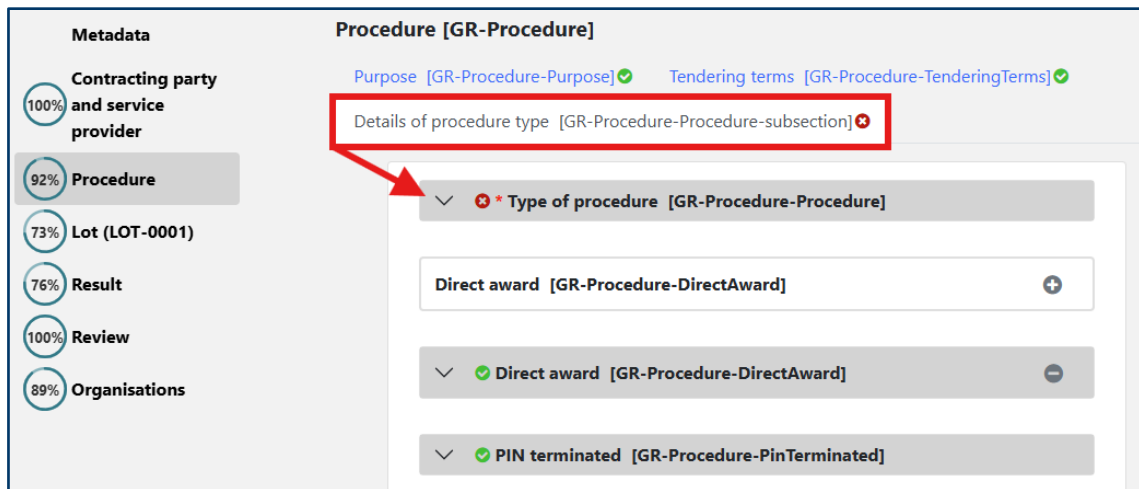 Metadata
100% Contracting party
and service
provider
92% Procedure
73% Lot (LOT-0001)
76% Result
100% Review
89% Organisations
Procedure [GR-Procedure]
Purpose [GR-Procedure-Purpose] Tendering terms [GR-Procedure-TenderingTerms]
Details of procedure type [GR-Procedure-Procedure-subsection]
* Type of procedure [GR-Procedure-Procedure]
Direct award [GR-Procedure-DirectAward]
Direct award [GR-Procedure-DirectAward]
PIN terminated [GR-Procedure-PinTerminated]